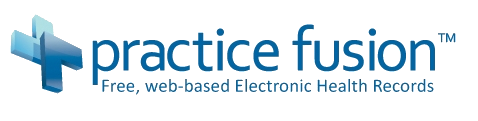 practice fusion™
Free, web-based Electronic Health Records